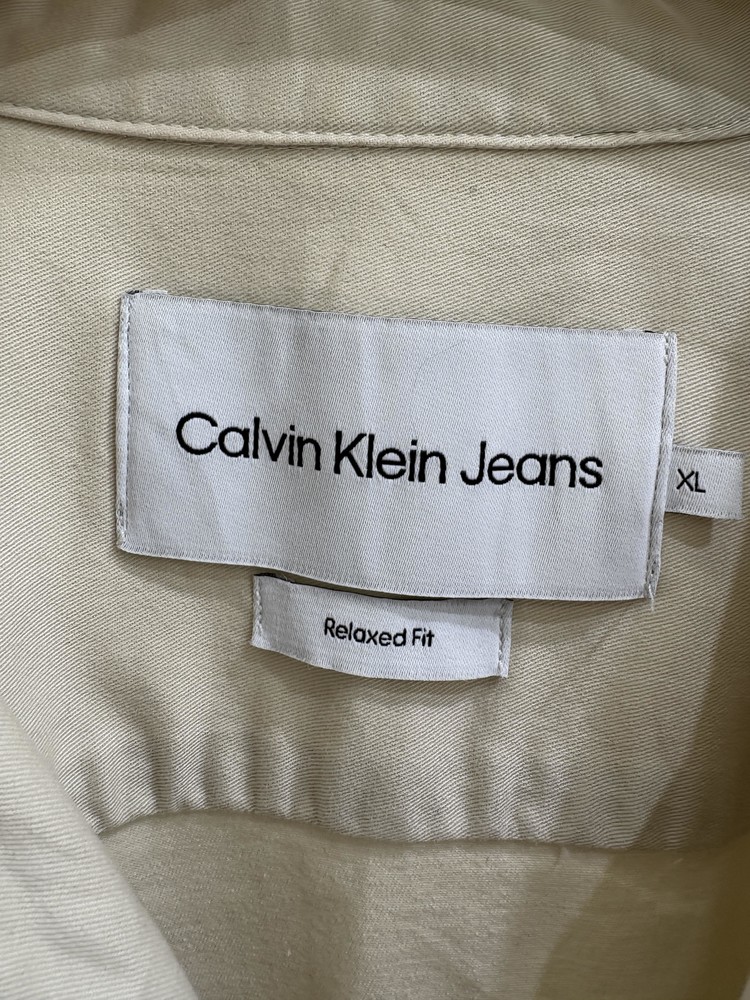 Calvin Klein Jeans
XL
Relaxed Fit